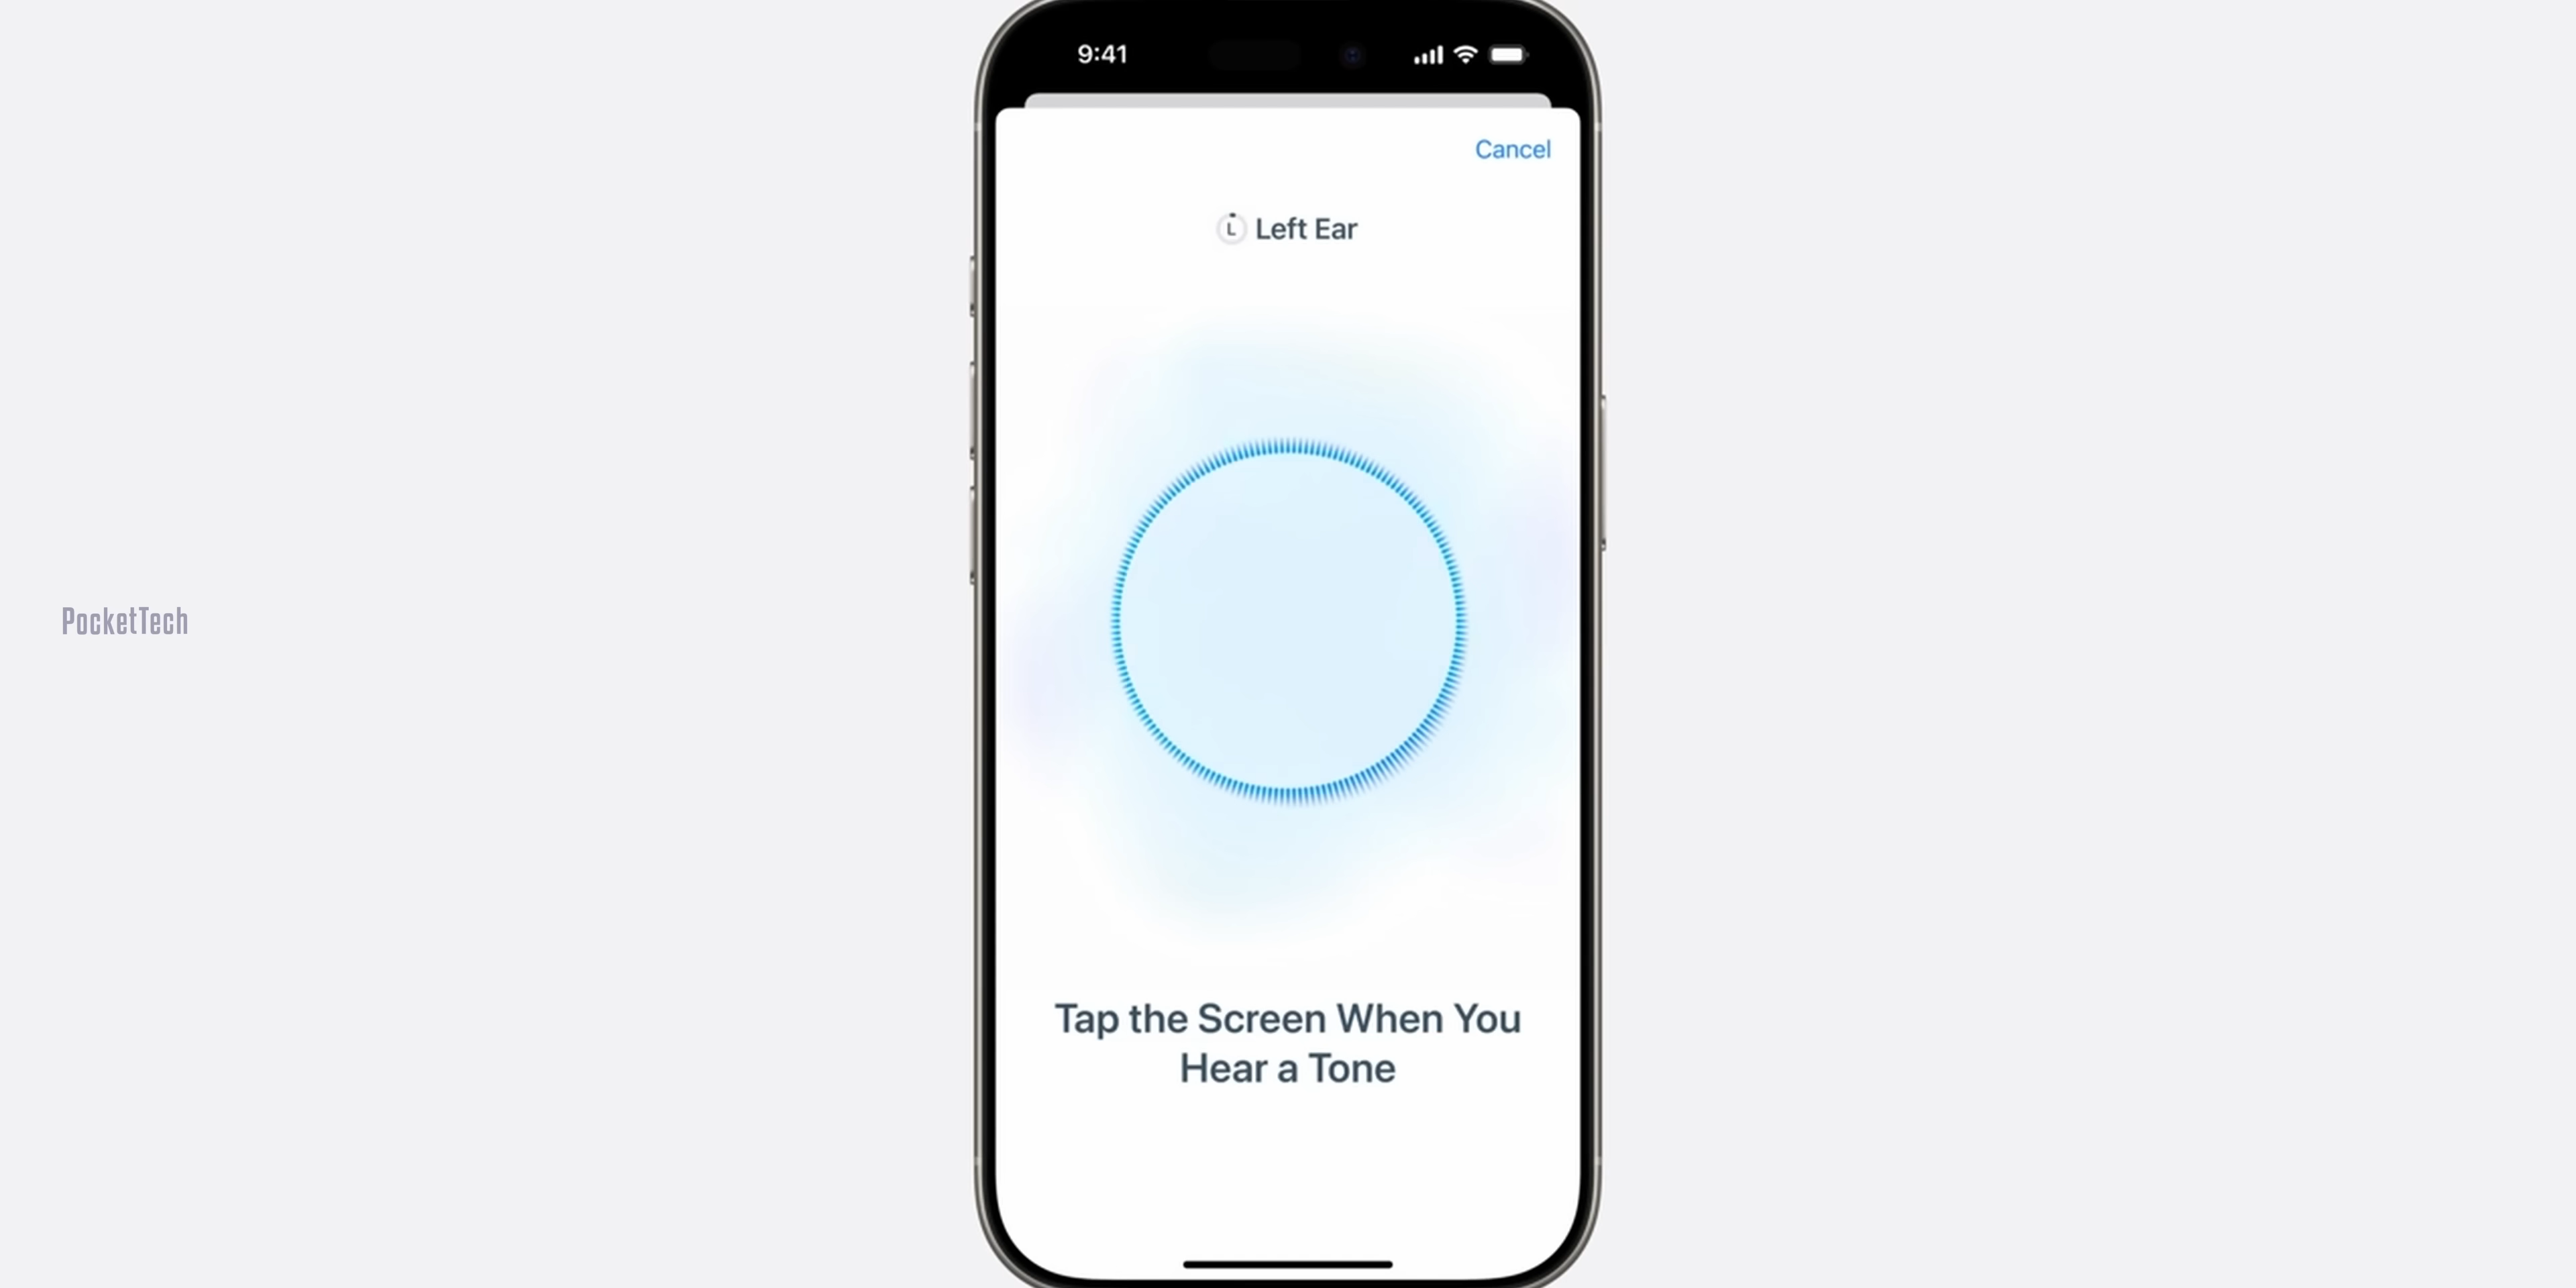 9:41
Cancel
L Left Ear
PocketTech
Tap the Screen When You
Hear a Tone